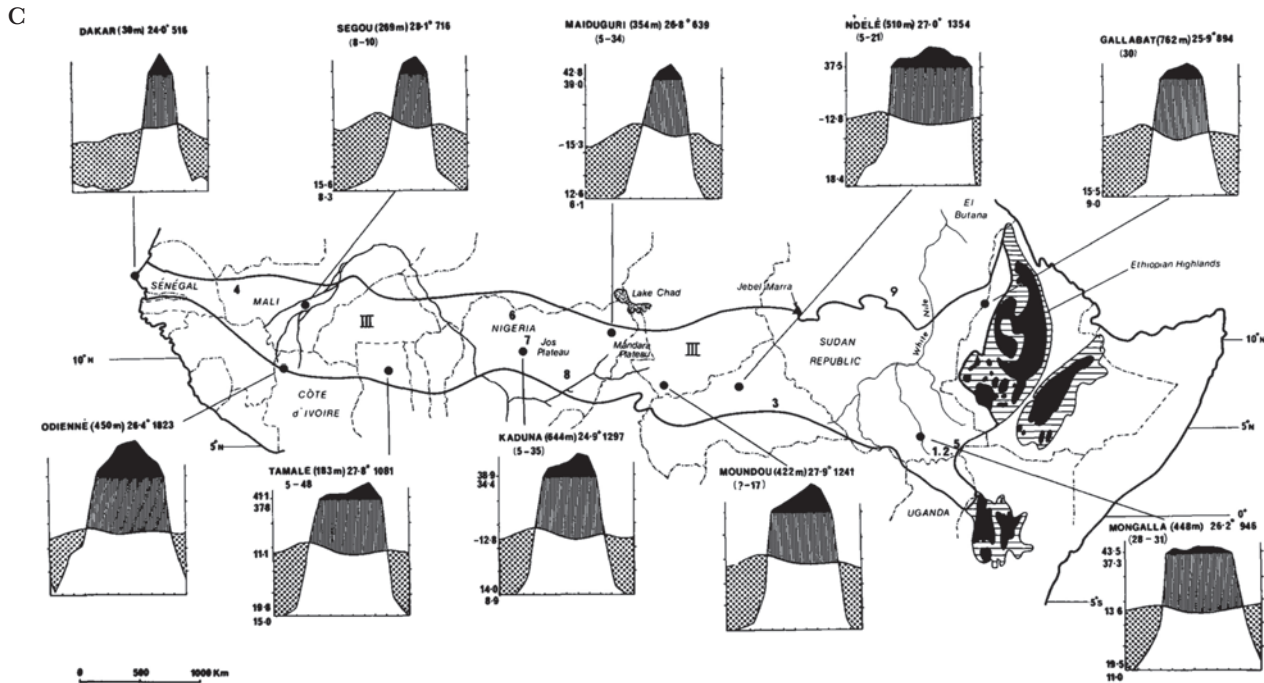 C
DAKAR (30m) 24·0° 516
SEGOU (269m) 28·1° 716
(8–10)
15·6
8·3
MAIDUGURI (354m) 26·8° 639
(5–34)
42·8
39·0
–15·3
12·6
6·1
NDÉLÉ (510m) 27·0° 1354
(5–21)
37·5
–12·8
18·4
GALLABAT (762m) 25·9° 894
(30)
15·5
9·0
El
Butana
Ethiopian Highlands
SÉNÉGAL
4
MALI
III
6
NIGERIA
7
Jos
Plateau
8
Lake Chad
Mandara
Plateau
III
Jebel Marra
9
White Nile
SUDAN
REPUBLIC
3
1. 2. 5
UGANDA
10°N
CÔTE
d'IVOIRE
5°N
10°N
5°N
0°
5°S
ODIENNÉ (450m) 26·4° 1823
TAMALE (183m) 27·8° 1081
5–48
41·1
37·8
11·1
19·8
15·0
KADUNA (644m) 24·9° 1297
(5–35)
38·9
34·4
–12·8
14·0
8·9
MOUNDOU (422m) 27·9° 1241
(?–17)
MONGALLA (448m) 26·2° 946
(28–31)
43·5
37·3
13·6
19·5
11·0
0 500 1000 Km